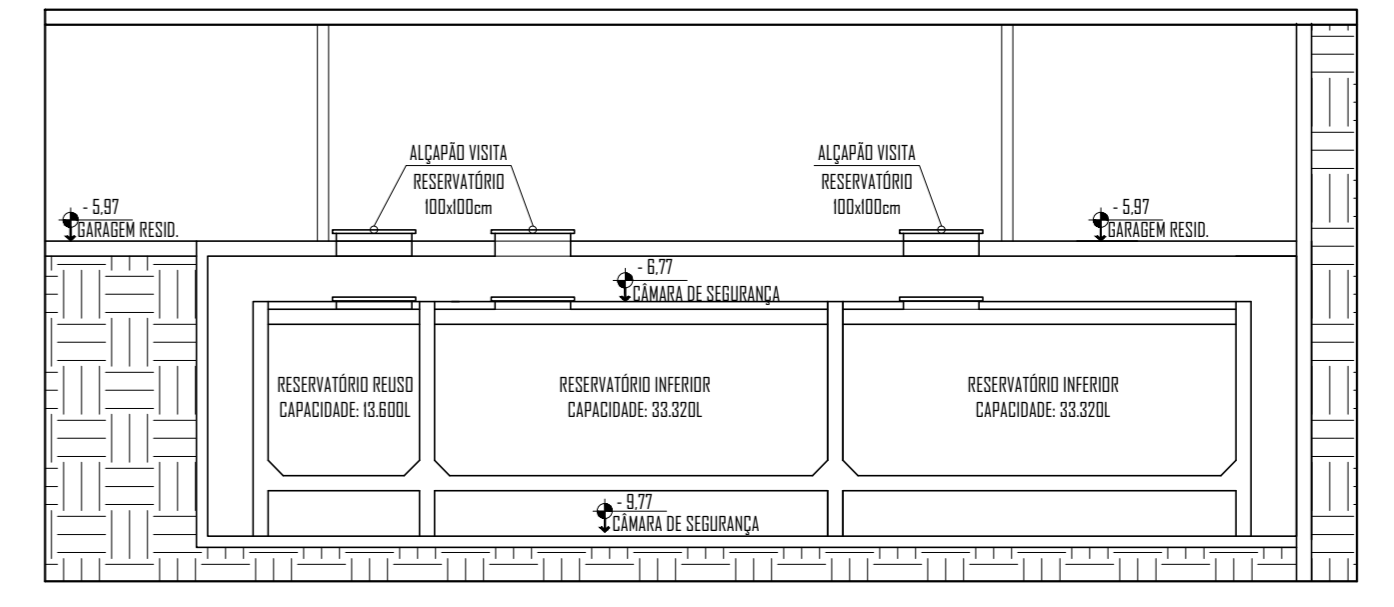 ALÇAPÃO VISITA
RESERVATÓRIO
100x100cm
ALÇAPÃO VISITA
RESERVATÓRIO
100x100cm
- 5,97
GARAGEM RESID.
- 5,97
GARAGEM RESID.
- 6,77
CÂMARA DE SEGURANÇA
RESERVATÓRIO REUSO
CAPACIDADE: 13.600L
RESERVATÓRIO INFERIOR
CAPACIDADE: 33.320L
RESERVATÓRIO INFERIOR
CAPACIDADE: 33.320L
- 9,77
CÂMARA DE SEGURANÇA